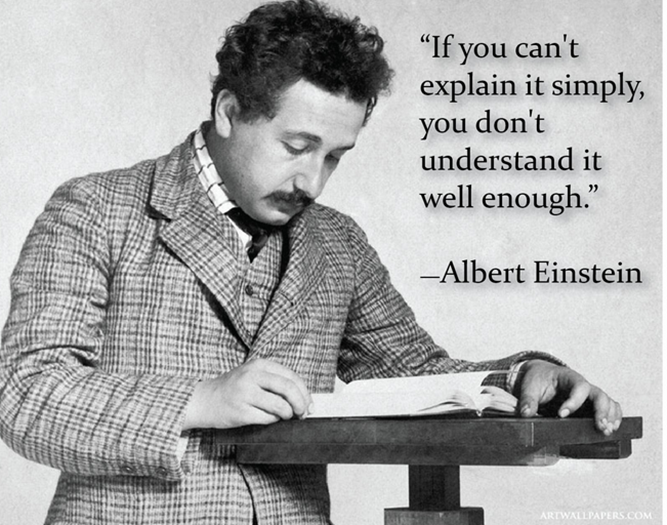 “If you can't
explain it simply,
you don't
understand it
well enough.”
—Albert Einstein
ARTWALLPAPERS.COM